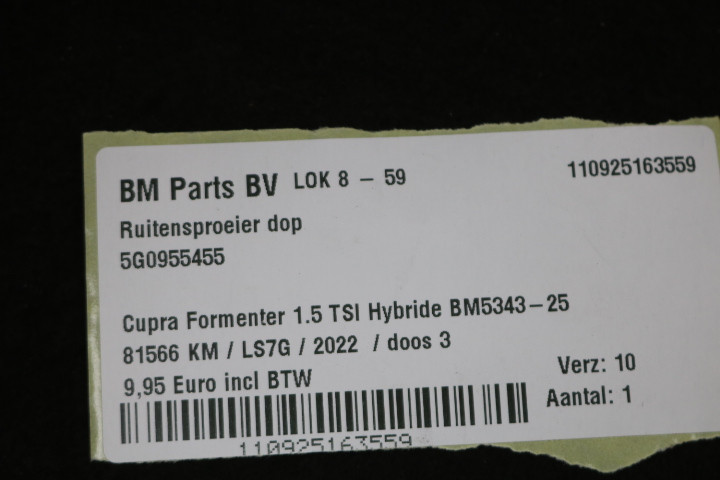 BM Parts BV LOK 8 – 59 110925163559
Ruitensproeier dop
5G0955455
Cupra Formenter 1.5 TSI Hybride BM5343–25
81566 KM / LS7G / 2022 / doos 3
9,95 Euro incl BTW Verz: 10
Aantal: 1
110925163559